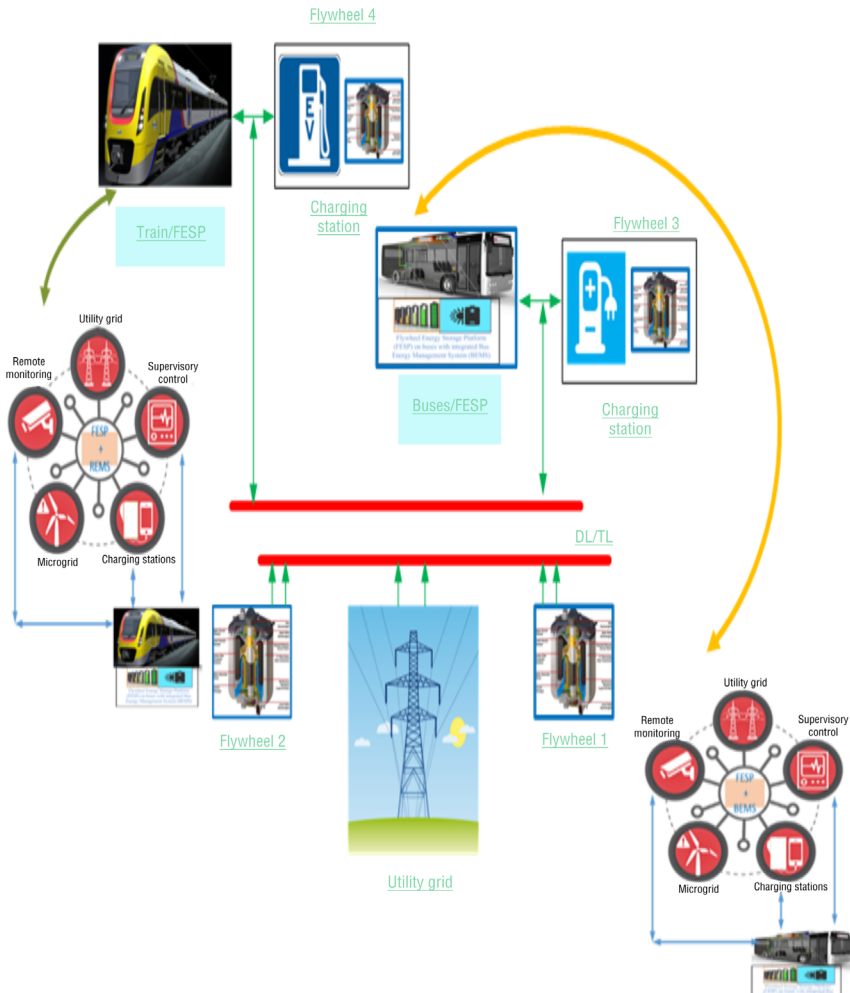 Flywheel 4
E
V
Train/FESP
Charging
station
Flywheel 3
Flywheel Energy Storage Platform
(FESP) on buses with integrated Bus
Energy Management System (BEMS)
Buses/FESP
Charging
station
Utility grid
Remote
monitoring
Supervisory
control
FESP
+
REMS
Microgrid
Charging stations
DL/TL
Flywheel 2
Flywheel 1
Utility grid
Utility grid
Remote
monitoring
Supervisory
control
FESP
+
BEMS
Microgrid
Charging stations